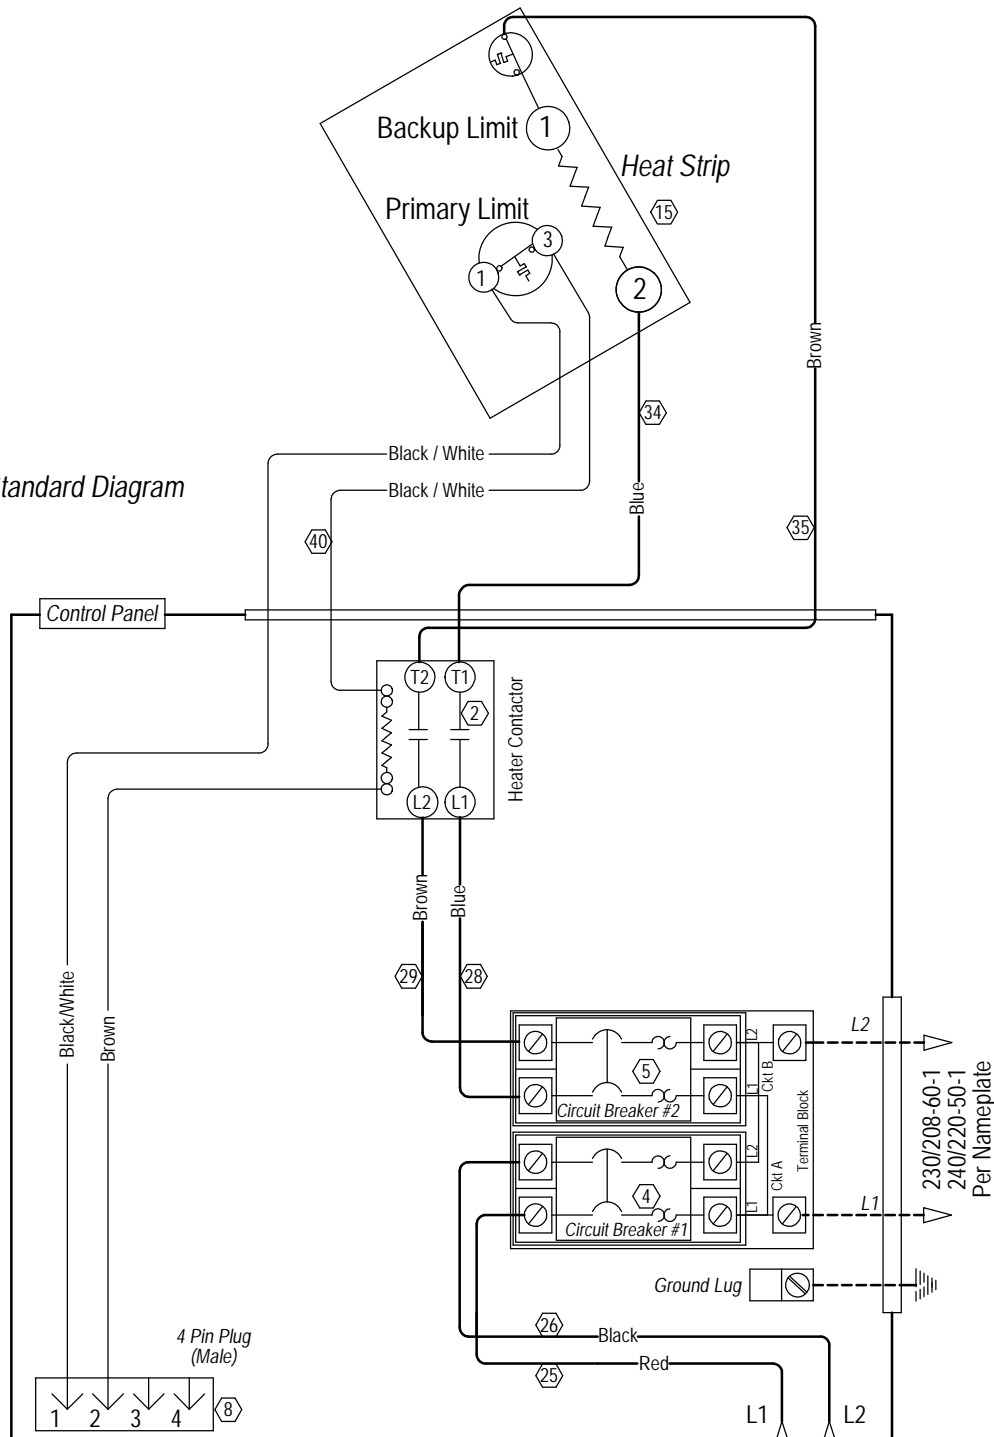 Backup Limit
1
Heat Strip
15
Primary Limit
3
1
2
Brown
34
Black / White
Black / White
tandard Diagram
Blue
35
40
Control Panel
T2
T1
2
Heater Contactor
L2
L1
Brown
Blue
29
28
Black/White
Brown
L2
L2
5
Ckt B
L1
Circuit Breaker #2
Terminal Block
230/208-60-1
240/220-50-1
Per Nameplate
L2
Ckt A
4
L1
L1
Circuit Breaker #1
Ground Lug
26
Black
4 Pin Plug
(Male)
Red
25
1
2
3
4
8
L1
L2